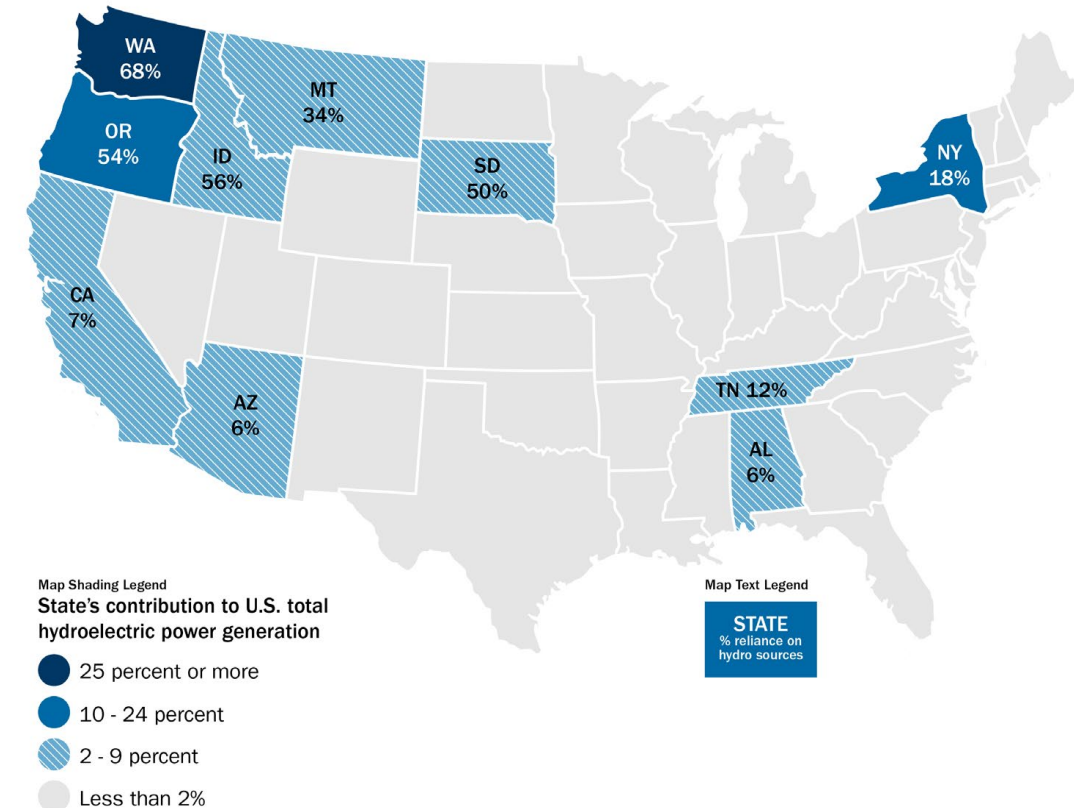 WA
68%
MT
34%
OR
54%
ID
56%
SD
50%
NY
18%
CA
7%
AZ
6%
TN 12%
AL
6%
Map Shading Legend
State's contribution to U.S. total
hydroelectric power generation
25 percent or more
10 - 24 percent
2 - 9 percent
Less than 2%
Map Text Legend
STATE
% reliance on
hydro sources